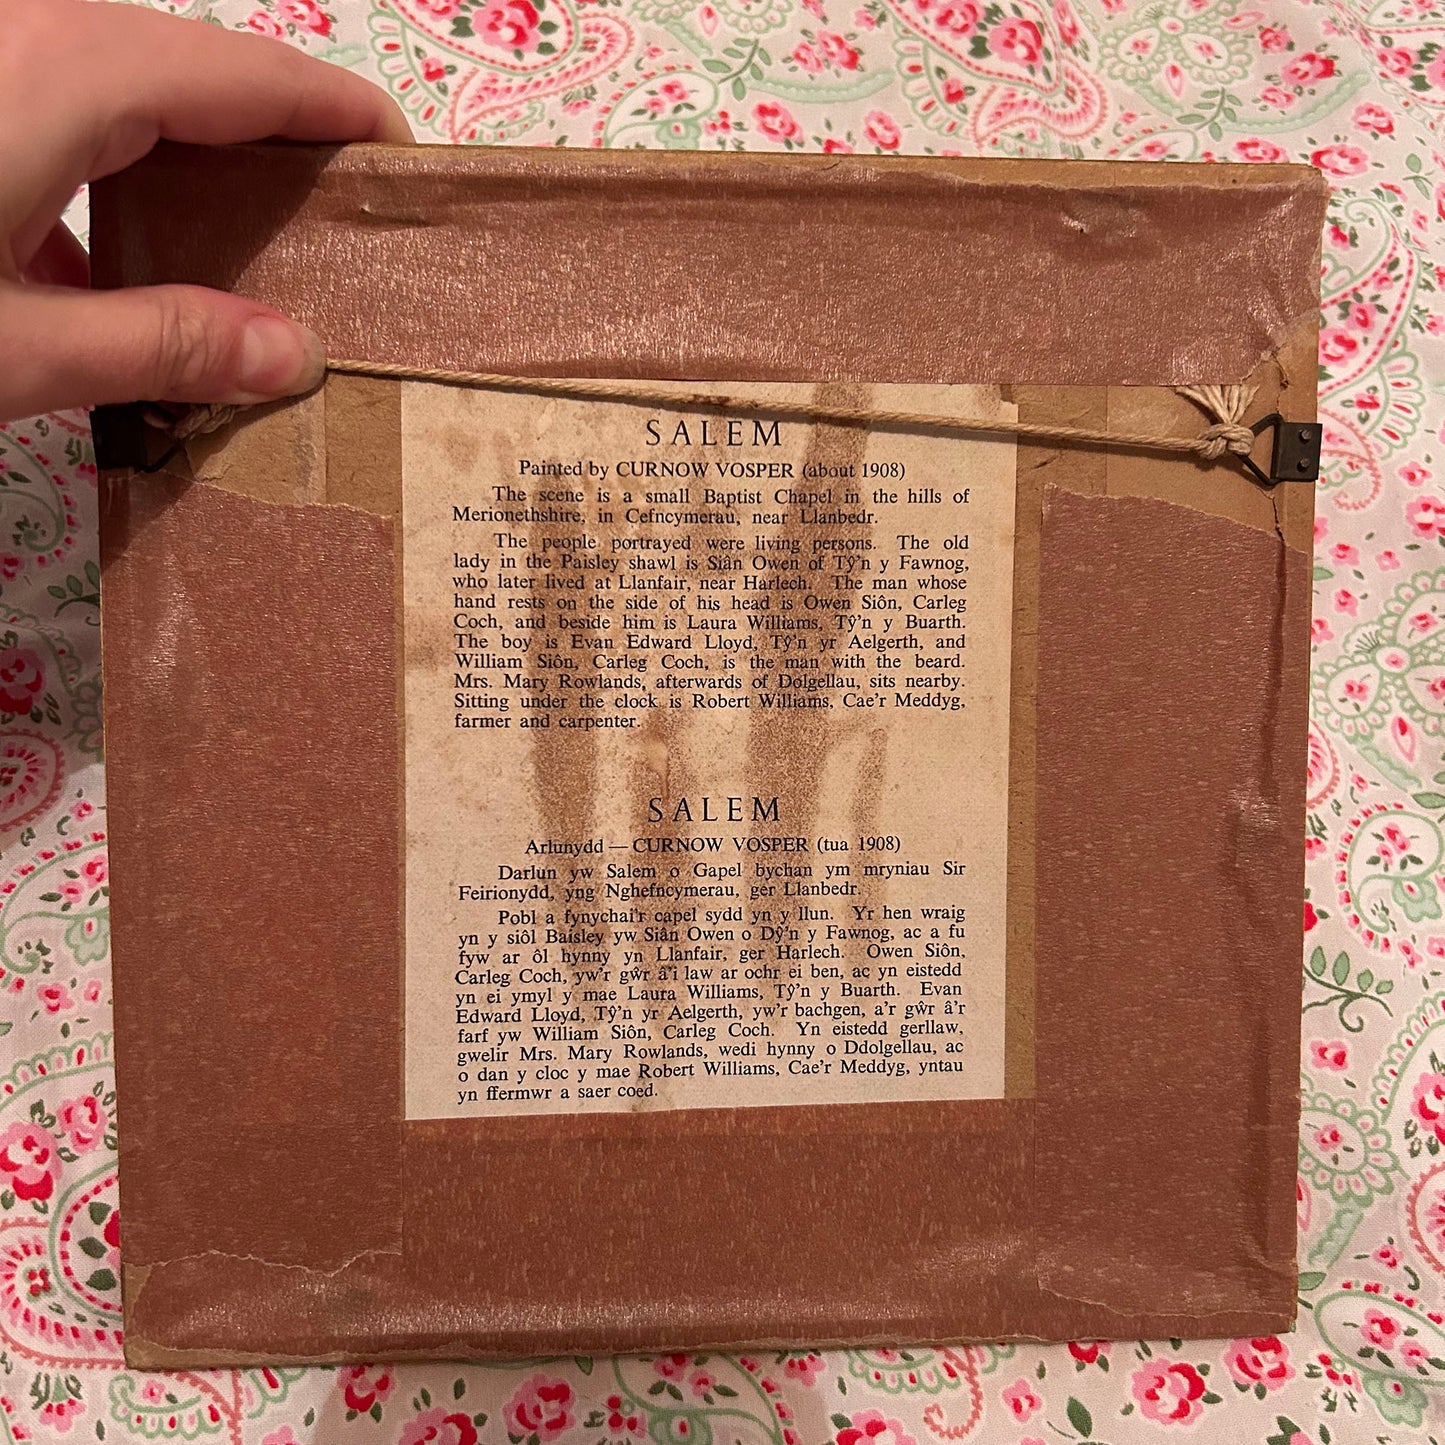 SALEM
Painted by CURNOW VOSPER (about 1908)
The scene is a small Baptist Chapel in the hills of
Merionethshire, in Cefncymerau, near Llanbedr.
The people portrayed were living persons. The old
lady in the Paisley shawl is Siân Owen of Tŷ'n y Fawnog,
who later lived at Llanfair, near Harlech. The man whose
hand rests on the side of his head is Owen Siôn, Carleg
Coch, and beside him is Laura Williams, Tŷ'n y Buarth.
The boy is Evan Edward Lloyd, Tŷ'n yr Aelgerth, and
William Siôn, Carleg Coch, is the man with the beard.
Mrs. Mary Rowlands, afterwards of Dolgellau, sits nearby.
Sitting under the clock is Robert Williams, Cae'r Meddyg,
farmer and carpenter.
SALEM
Arlunydd — CURNOW VOSPER (tua 1908)
Darlun yw Salem o Gapel bychan ym mryniau Sir
Feirionydd, yng Nghefncymerau, ger Llanbedr.
Pobl a fynychai'r capel sydd yn y llun. Yr hen wraig
yn y siôl Baisley yw Siân Owen o Dŷ'n y Fawnog, ac a fu
fyw ar ôl hynny yn Llanfair, ger Harlech. Owen Siôn,
Carleg Coch, yw'r gŵr â'i law ar ochr ei ben, ac yn eistedd
yn ei ymyl y mae Laura Williams, Tŷ'n y Buarth. Evan
Edward Lloyd, Tŷ'n yr Aelgerth, yw'r bachgen, a'r gŵr â'r
farf yw William Siôn, Carleg Coch. Yn eistedd gerllaw,
gwelir Mrs. Mary Rowlands, wedi hynny o Ddolgellau, ac
o dan y cloc y mae Robert Williams, Cae'r Meddyg, yntau
yn ffermwr a saer coed.